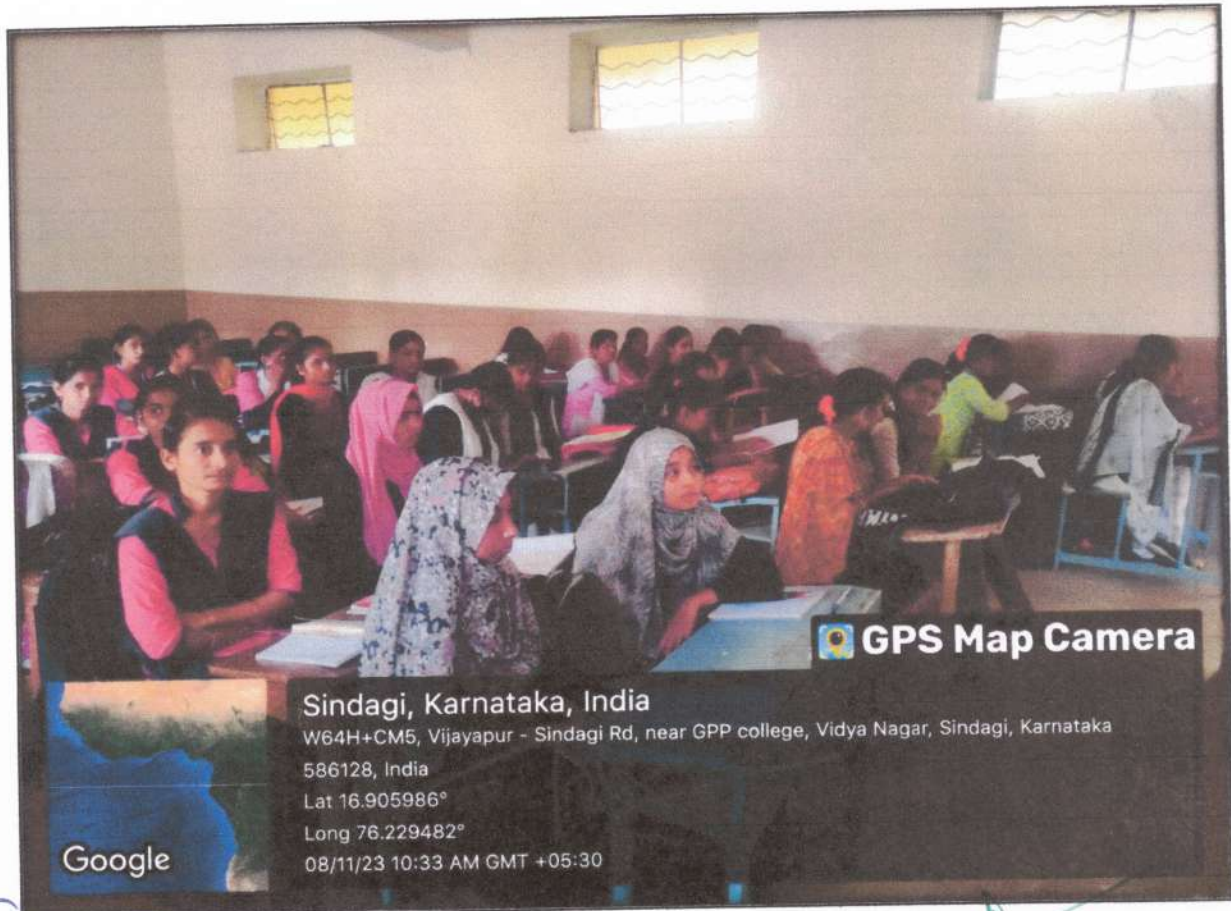 GPS Map Camera
Sindagi, Karnataka, India
W64H+CM5, Vijayapur - Sindagi Rd, near GPP college, Vidya Nagar, Sindagi, Karnataka
586128, India
Lat 16.905986°
Long 76.229482°
08/11/23 10:33 AM GMT +05:30
Google